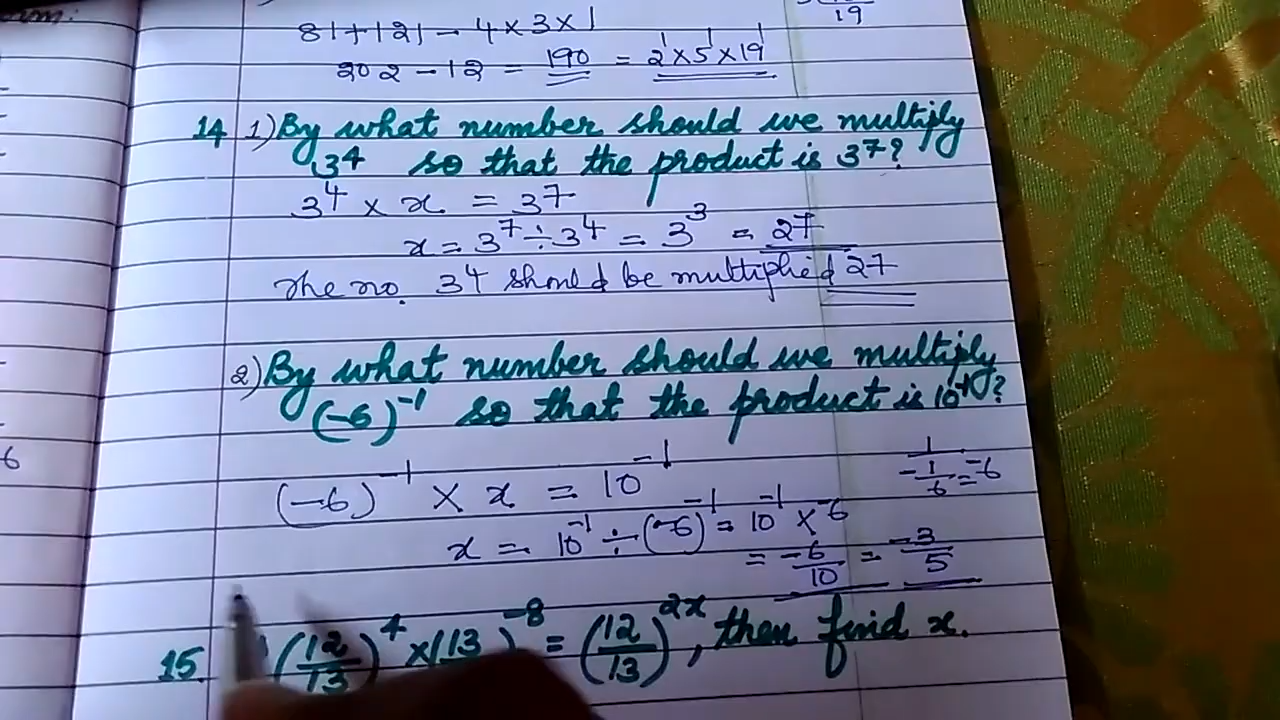 19
81+121 - 4×3×1
202 - 12 = 190 = 2×5×19
14 1) By what number should we multiply
3⁴ so that the product is 3⁷?
3⁴ × x = 3⁷
x = 3⁷ ÷ 3⁴ = 3³ = 27
The no. 3⁴ should be multiplied 27
2) By what number should we multiply
(-6)⁻¹ so that the product is 10⁻¹?
(-6)⁻¹ × x = 10⁻¹
1/(-1/6) = -6
x = 10⁻¹ ÷ (-6)⁻¹ = 10⁻¹ × -6
= -6/10 = -3/5
15. (12/13)⁴ × (13 )⁻⁸ = (12/13)²ˣ, then find x.
6